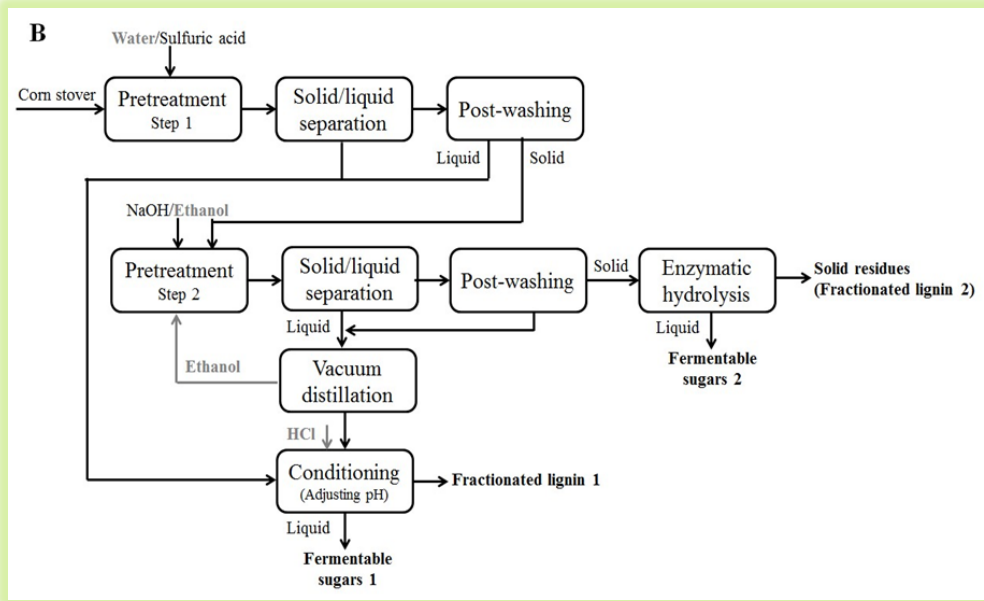 B
Water/Sulfuric acid
Corn stover
Pretreatment
Step 1
Solid/liquid
separation
Post-washing
Liquid
Solid
NaOH/Ethanol
Pretreatment
Step 2
Solid/liquid
separation
Post-washing
Solid
Enzymatic
hydrolysis
Solid residues
(Fractionated lignin 2)
Liquid
Liquid
Fermentable
sugars 2
Ethanol
Vacuum
distillation
HCl
Conditioning
(Adjusting pH)
Fractionated lignin 1
Liquid
Fermentable
sugars 1